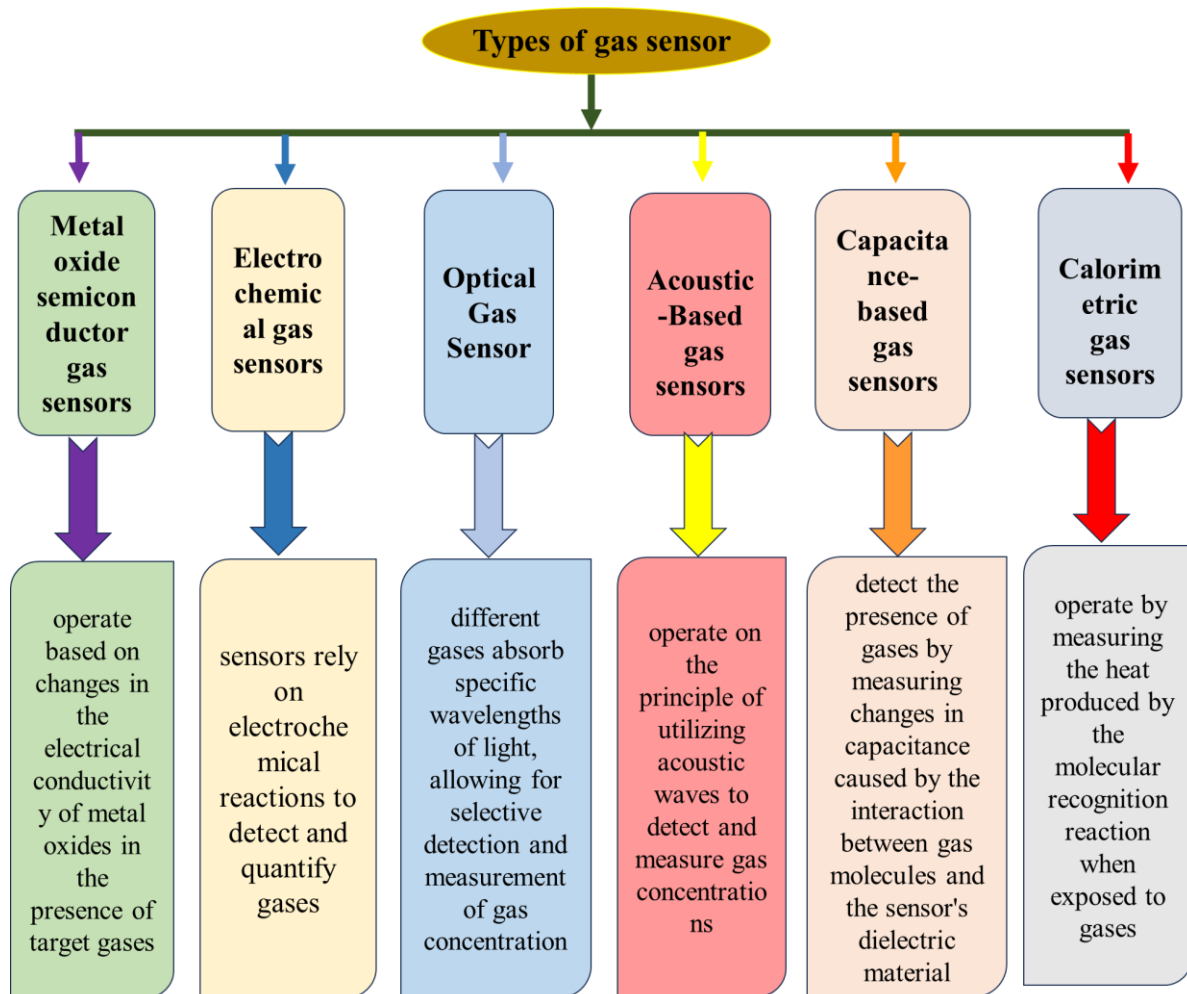 Types of gas sensor
Metal
oxide
semicon
ductor
gas
sensors
Electro
chemic
al gas
sensors
Optical
Gas
Sensor
Acoustic
-Based
gas
sensors
Capacita
nce-
based
gas
sensors
Calorim
etric
gas
sensors
operate
based on
changes in
the
electrical
conductivit
y of metal
oxides in
the
presence of
target gases
sensors rely
on
electroche
mical
reactions to
detect and
quantify
gases
different
gases absorb
specific
wavelengths
of light,
allowing for
selective
detection and
measurement
of gas
concentration
operate on
the
principle of
utilizing
acoustic
waves to
detect and
measure gas
concentratio
ns
detect the
presence of
gases by
measuring
changes in
capacitance
caused by the
interaction
between gas
molecules and
the sensor's
dielectric
material
operate by
measuring
the heat
produced by
the
molecular
recognition
reaction
when
exposed to
gases